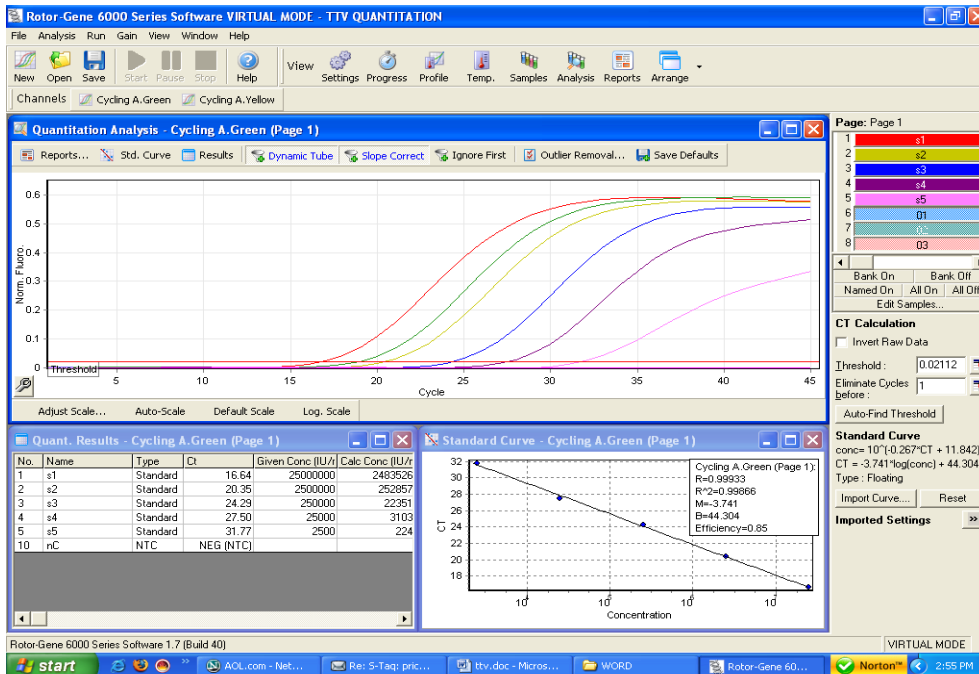 Rotor-Gene 6000 Series Software VIRTUAL MODE - TTV QUANTITATION
File Analysis Run Gain View Window Help
New Open Save Start Pause Stop Help View Settings Progress Profile Temp. Samples Analysis Reports Arrange
Channels Cycling A.Green Cycling A.Yellow
Quantitation Analysis - Cycling A.Green (Page 1)
Reports... Std. Curve Results Dynamic Tube Slope Correct Ignore First Outlier Removal... Save Defaults
Norm. Fluoro.
0.6
0.5
0.4
0.3
0.2
0.1
0
Threshold
5 10 15 20 25 30 35 40 45
Cycle
Adjust Scale... Auto-Scale Default Scale Log. Scale
Quant. Results - Cycling A.Green (Page 1)
No. Name Type Ct Given Conc (IU/r Calc Conc (IU/r
1 s1 Standard 16.64 25000000 2483526
2 s2 Standard 20.35 2500000 252857
3 s3 Standard 24.29 250000 22351
4 s4 Standard 27.50 25000 3103
5 s5 Standard 31.77 2500 224
10 nC NTC NEG (NTC)
Standard Curve - Cycling A.Green (Page 1)
CT
32
30
28
26
24
22
20
18
Cycling A.Green (Page 1):
R=0.99933
R^2=0.99866
M=-3.741
B=44.304
Efficiency=0.85
Concentration
Page: Page 1
1 s1
2 s2
3 s3
4 s4
5 s5
6 01
7 02
8 03
Bank On Bank Off
Named On All On All Off
Edit Samples...
CT Calculation
Invert Raw Data
Threshold : 0.02112
Eliminate Cycles before : 1
Auto-Find Threshold
Standard Curve
conc= 10^(-0.267*CT + 11.842)
CT = -3.741*log(conc) + 44.304
Type : Floating
Import Curve.... Reset
Imported Settings »
Rotor-Gene 6000 Series Software 1.7 (Build 40) VIRTUAL MODE
start » AOL.com - Net... Re: S-Taq: pric... ttv.doc - Micros... WORD Rotor-Gene 60... Norton™ 2:55 PM